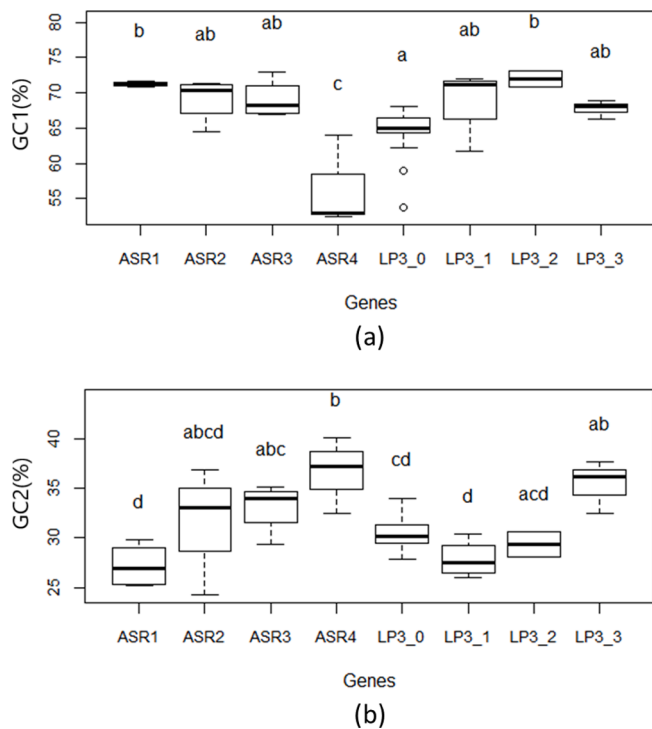 GC1(%)
80
75
70
65
60
55
b ab ab c a ab b ab
ASR1 ASR2 ASR3 ASR4 LP3_0 LP3_1 LP3_2 LP3_3
Genes
(a)
GC2(%)
40
35
30
25
d abcd abc b cd d acd ab
ASR1 ASR2 ASR3 ASR4 LP3_0 LP3_1 LP3_2 LP3_3
Genes
(b)